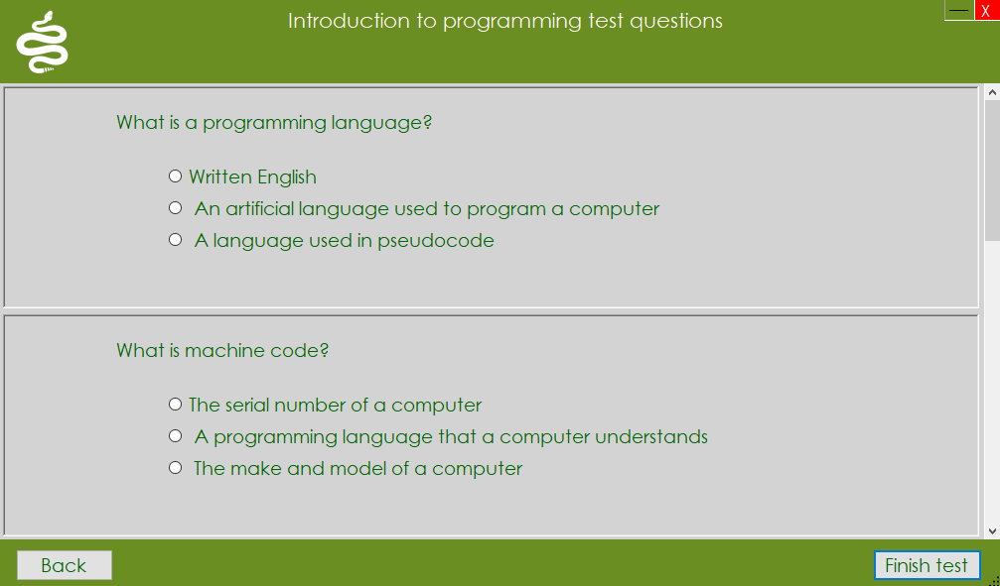 Introduction to programming test questions
X
What is a programming language?
Written English
An artificial language used to program a computer
A language used in pseudocode
What is machine code?
The serial number of a computer
A programming language that a computer understands
The make and model of a computer
Back
Finish test